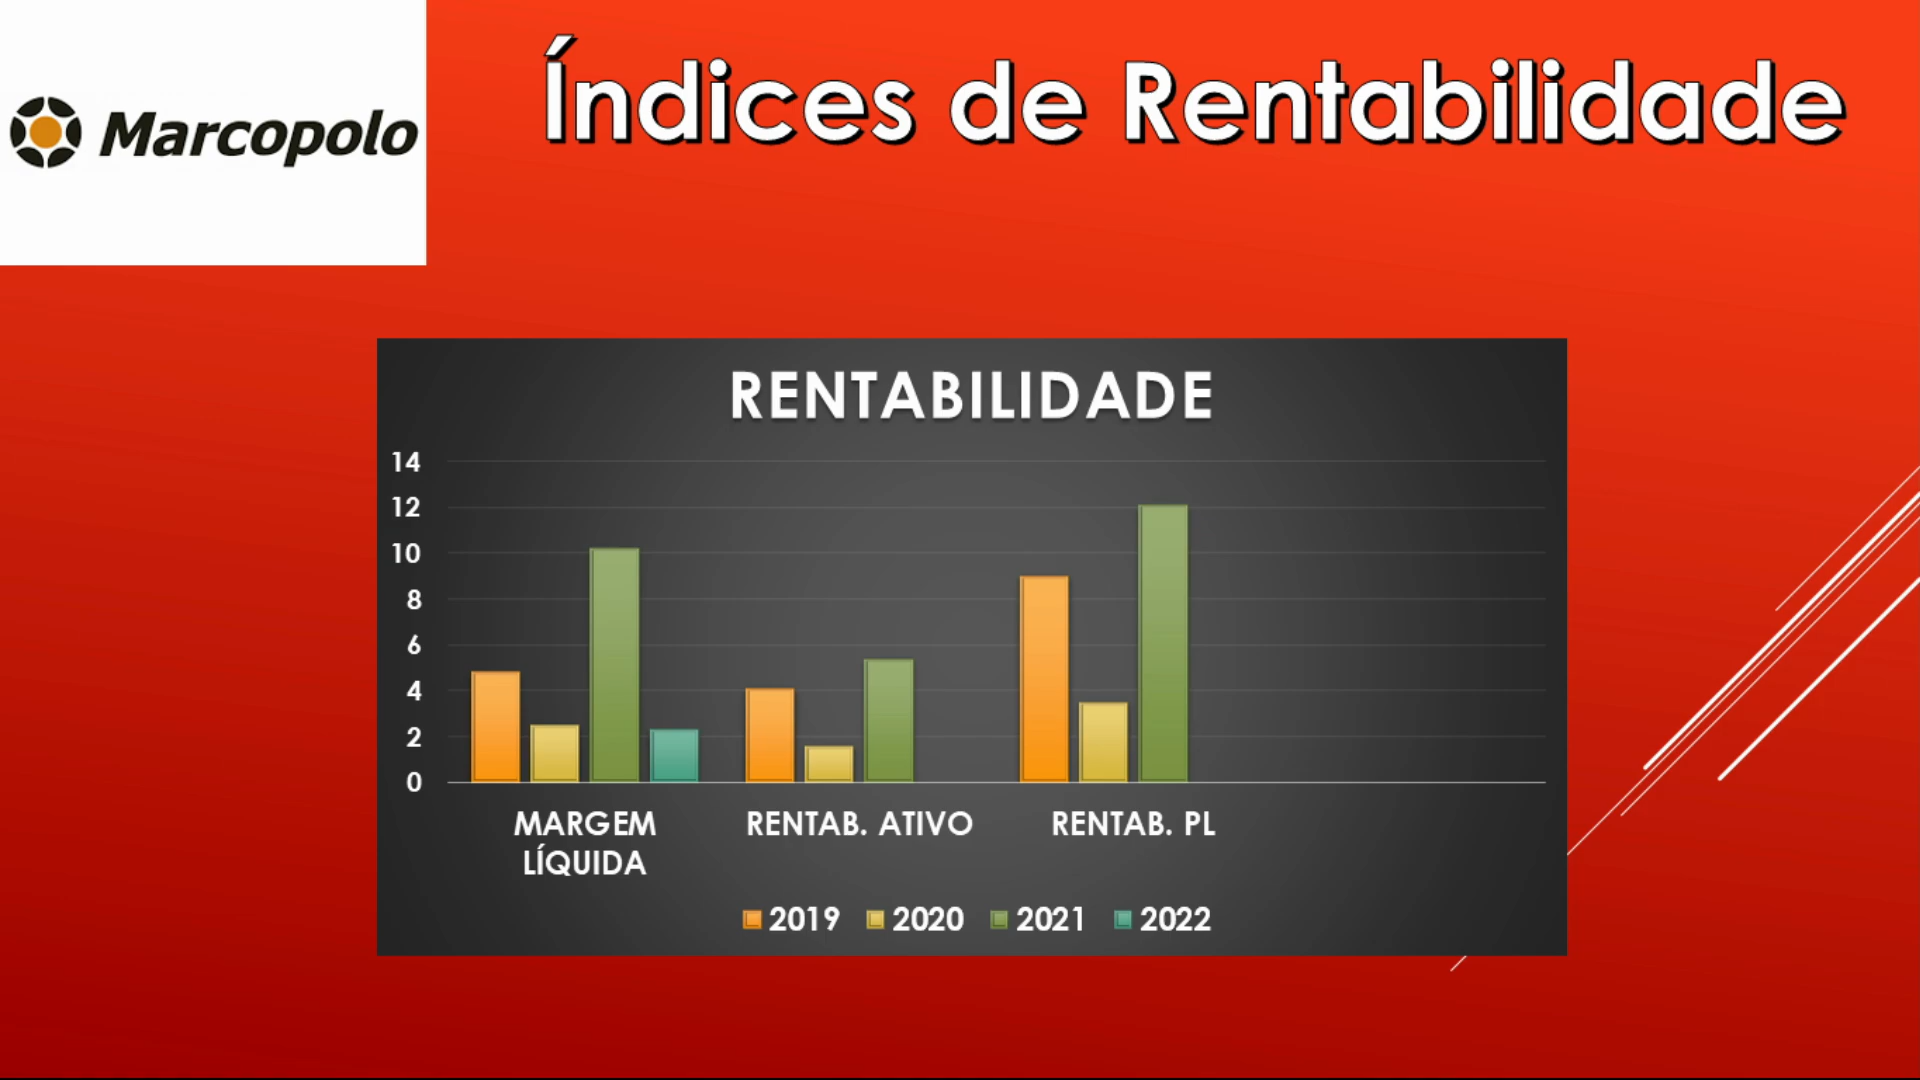 Marcopolo
Índices de Rentabilidade
RENTABILIDADE
14
12
10
8
6
4
2
0
MARGEM
LÍQUIDA
RENTAB. ATIVO
RENTAB. PL
2019 2020 2021 2022